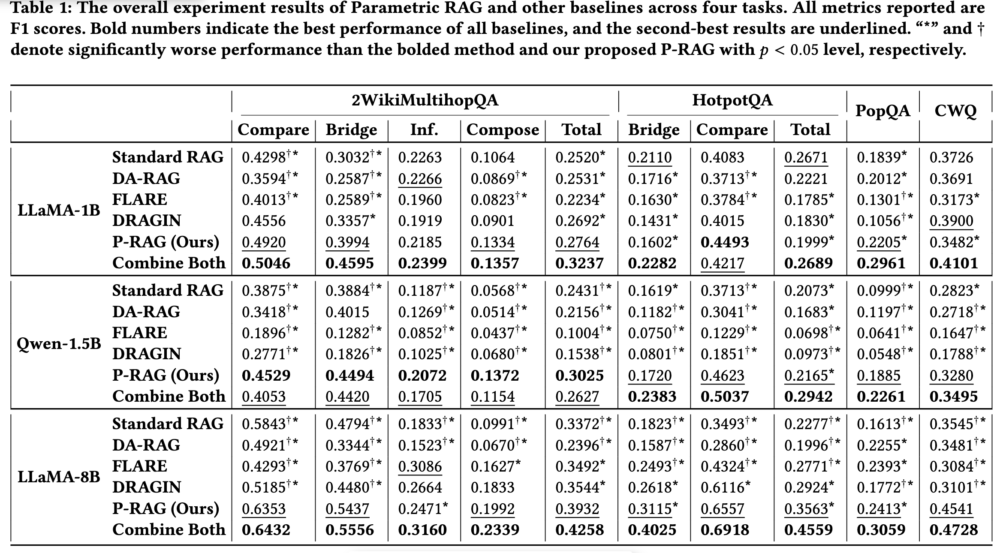 Table 1: The overall experiment results of Parametric RAG and other baselines across four tasks. All metrics reported are
F1 scores. Bold numbers indicate the best performance of all baselines, and the second-best results are underlined. “*” and †
denote significantly worse performance than the bolded method and our proposed P-RAG with p < 0.05 level, respectively.
2WikiMultihopQA HotpotQA PopQA CWQ
Compare Bridge Inf. Compose Total Bridge Compare Total
LLaMA-1B
Standard RAG 0.4298†* 0.3032†* 0.2263 0.1064 0.2520* 0.2110 0.4083 0.2671 0.1839* 0.3726
DA-RAG 0.3594†* 0.2587†* 0.2266 0.0869†* 0.2531* 0.1716* 0.3713†* 0.2221 0.2012* 0.3691
FLARE 0.4013†* 0.2589†* 0.1960 0.0823†* 0.2234* 0.1630* 0.3784†* 0.1785* 0.1301†* 0.3173*
DRAGIN 0.4556 0.3357* 0.1919 0.0901 0.2692* 0.1431* 0.4015 0.1830* 0.1056†* 0.3900
P-RAG (Ours) 0.4920 0.3994 0.2185 0.1334 0.2764 0.1602* 0.4493 0.1999* 0.2205* 0.3482*
Combine Both 0.5046 0.4595 0.2399 0.1357 0.3237 0.2282 0.4217 0.2689 0.2961 0.4101
Qwen-1.5B
Standard RAG 0.3875†* 0.3884†* 0.1187†* 0.0568†* 0.2431†* 0.1619* 0.3713†* 0.2073* 0.0999†* 0.2823*
DA-RAG 0.3418†* 0.4015 0.1269†* 0.0514†* 0.2156†* 0.1182†* 0.3041†* 0.1683* 0.1197†* 0.2718†*
FLARE 0.1896†* 0.1282†* 0.0852†* 0.0437†* 0.1004†* 0.0750†* 0.1229†* 0.0698†* 0.0641†* 0.1647†*
DRAGIN 0.2771†* 0.1826†* 0.1025†* 0.0680†* 0.1538†* 0.0801†* 0.1851†* 0.0973†* 0.0548†* 0.1788†*
P-RAG (Ours) 0.4529 0.4494 0.2072 0.1372 0.3025 0.1720 0.4623 0.2165* 0.1885 0.3280
Combine Both 0.4053 0.4420 0.1705 0.1154 0.2627 0.2383 0.5037 0.2942 0.2261 0.3495
LLaMA-8B
Standard RAG 0.5843†* 0.4794†* 0.1833†* 0.0991†* 0.3372†* 0.1823†* 0.3493†* 0.2277†* 0.1613†* 0.3545†*
DA-RAG 0.4921†* 0.3344†* 0.1523†* 0.0670†* 0.2396†* 0.1587†* 0.2860†* 0.1996†* 0.2255* 0.3481†*
FLARE 0.4293†* 0.3769†* 0.3086 0.1627* 0.3492* 0.2493†* 0.4324†* 0.2771†* 0.2393* 0.3084†*
DRAGIN 0.5185†* 0.4480†* 0.2664 0.1833 0.3544* 0.2618* 0.6116* 0.2924* 0.1772†* 0.3101†*
P-RAG (Ours) 0.6353 0.5437 0.2471* 0.1992 0.3932 0.3115* 0.6557 0.3563* 0.2413* 0.4541
Combine Both 0.6432 0.5556 0.3160 0.2339 0.4258 0.4025 0.6918 0.4559 0.3059 0.4728